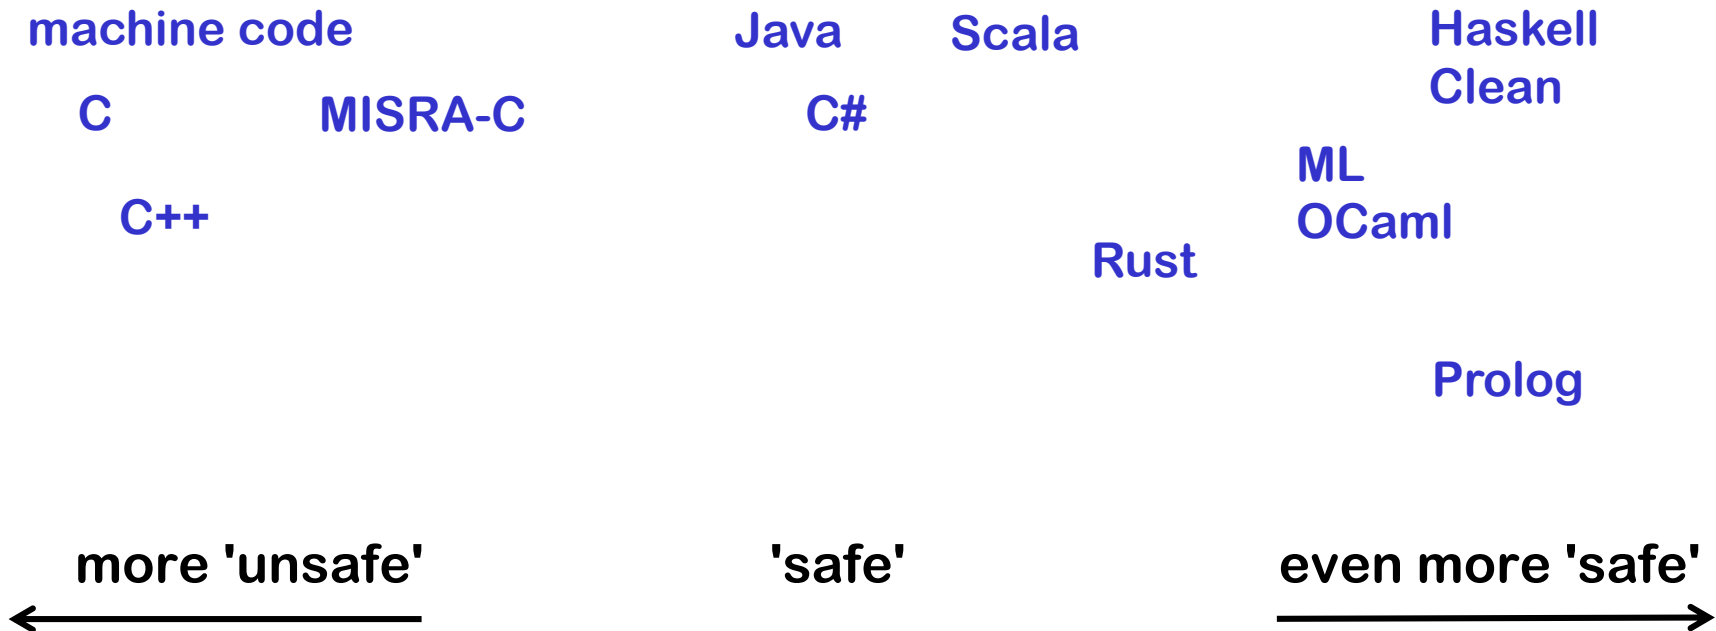 machine code
Java
Scala
Haskell
Clean
C
MISRA-C
C#
ML
OCaml
C++
Rust
Prolog
more 'unsafe'
'safe'
even more 'safe'